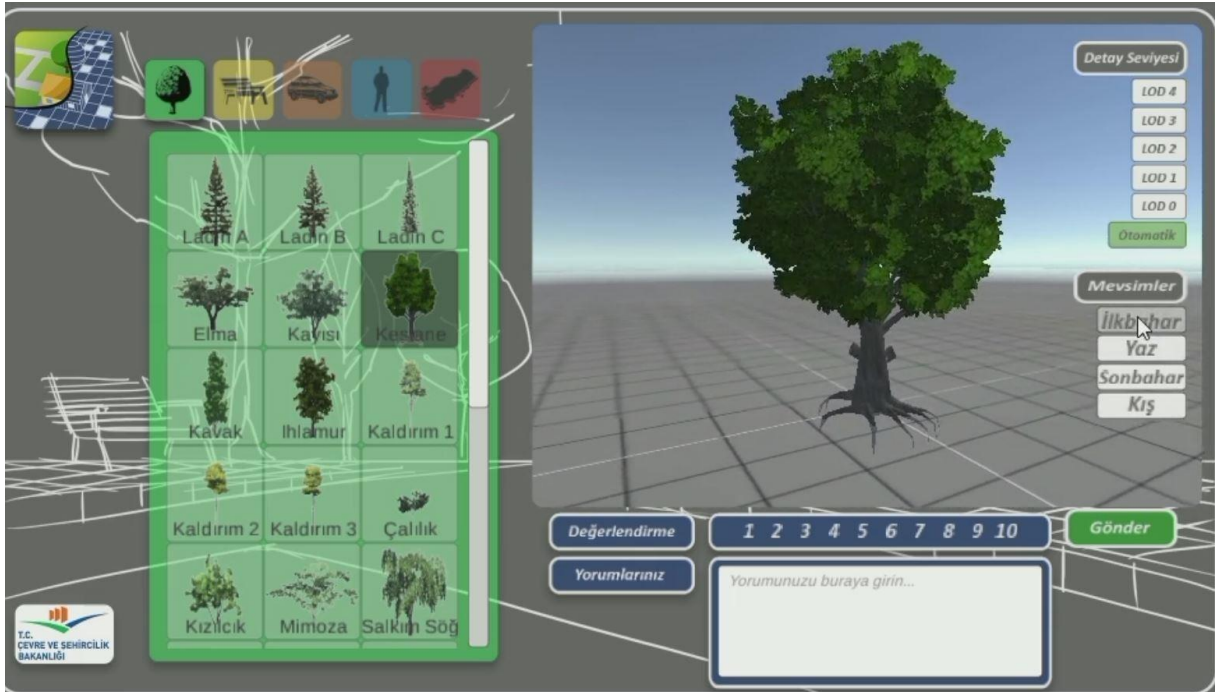 Ladin A
Ladin B
Ladin C
Elma
Kayısı
Kestane
Kavak
Ihlamur
Kaldırım 1
Kaldırım 2
Kaldırım 3
Çalılık
Kızılcık
Mimoza
Salkım Söğ
T.C.
ÇEVRE VE ŞEHİRCİLİK
BAKANLIĞI
Detay Seviyesi
LOD 4
LOD 3
LOD 2
LOD 1
LOD 0
Otomatik
Mevsimler
İlkbahar
Yaz
Sonbahar
Kış
Değerlendirme
1 2 3 4 5 6 7 8 9 10
Gönder
Yorumlarınız
Yorumunuzu buraya girin...